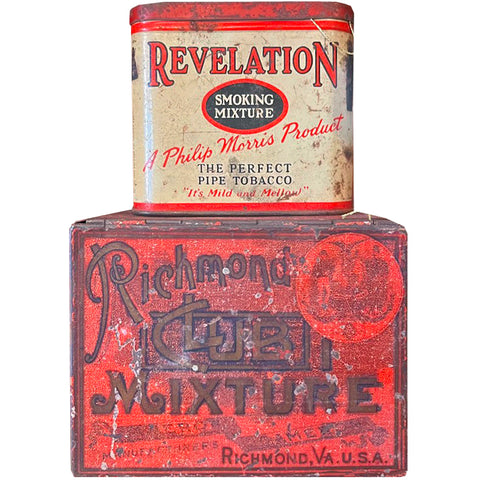 REVELATION
SMOKING
MIXTURE
A Philip Morris Product
THE PERFECT
PIPE TOBACCO
"It's Mild and Mellow"
Richmond
CLUB
MIXTURE
RICHMOND, VA. U.S.A.